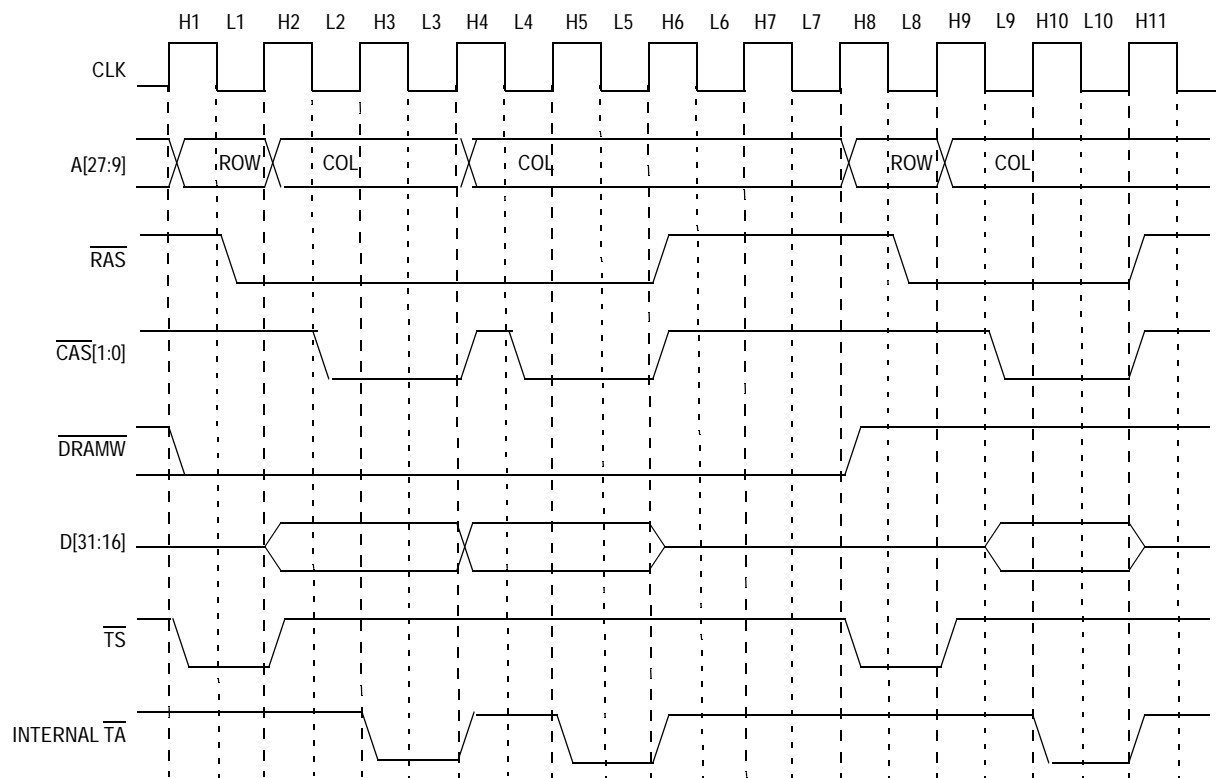 H1 L1 H2 L2 H3 L3 H4 L4 H5 L5 H6 L6 H7 L7 H8 L8 H9 L9 H10 L10 H11
CLK
A[27:9] ROW COL COL ROW COL
RAS
CAS[1:0]
DRAMW
D[31:16]
TS
INTERNAL TA